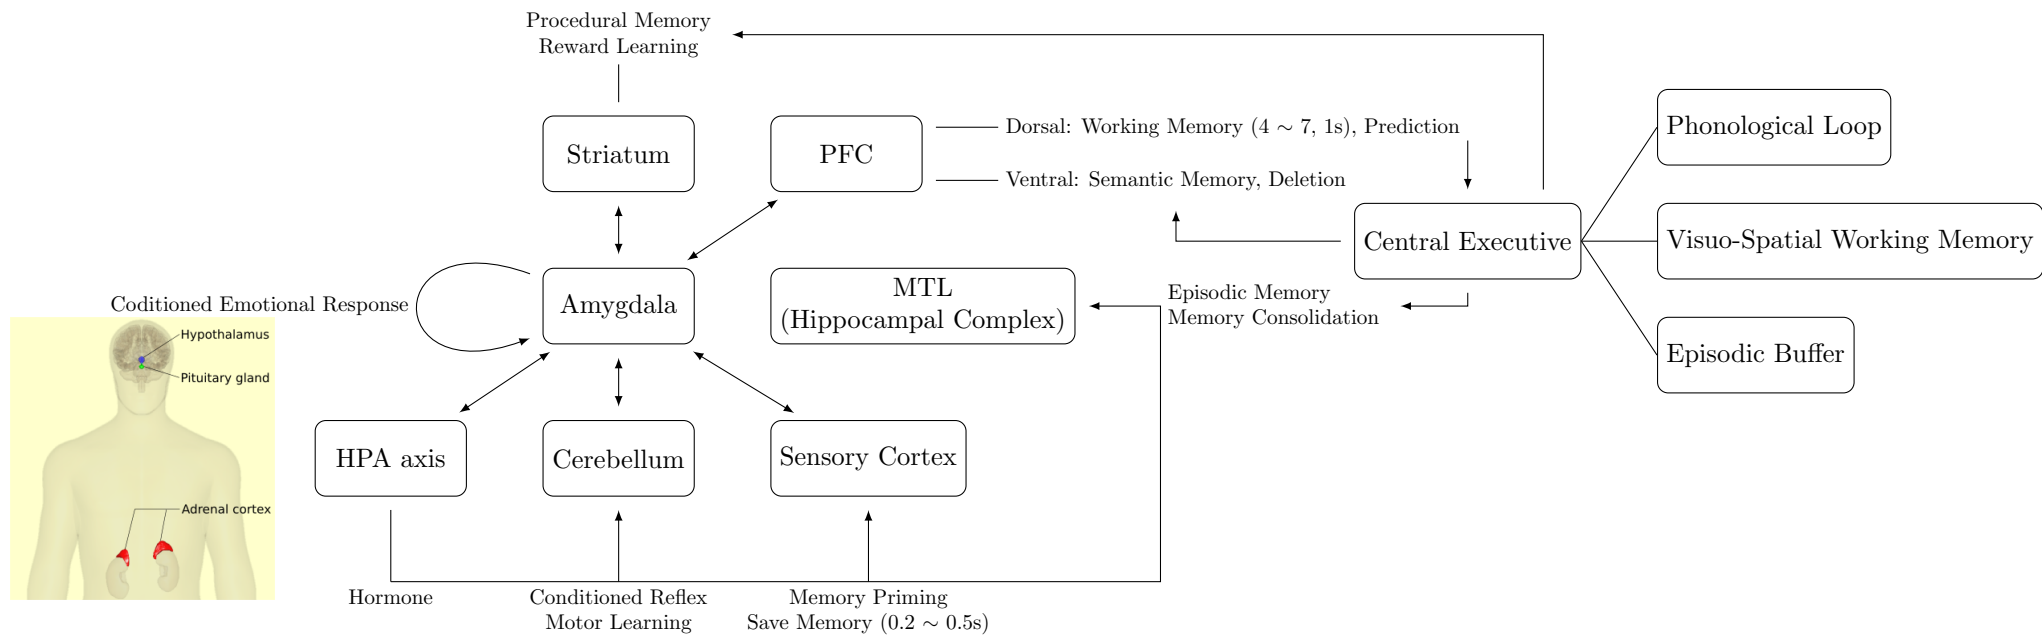 Procedural Memory
Reward Learning
Striatum
PFC
Dorsal: Working Memory (4 ∼ 7, 1s), Prediction
Ventral: Semantic Memory, Deletion
Phonological Loop
Central Executive
Visuo-Spatial Working Memory
Episodic Buffer
Coditioned Emotional Response
Amygdala
MTL
(Hippocampal Complex)
Episodic Memory
Memory Consolidation
Hypothalamus
Pituitary gland
Adrenal cortex
HPA axis
Cerebellum
Sensory Cortex
Hormone
Conditioned Reflex
Motor Learning
Memory Priming
Save Memory (0.2 ∼ 0.5s)